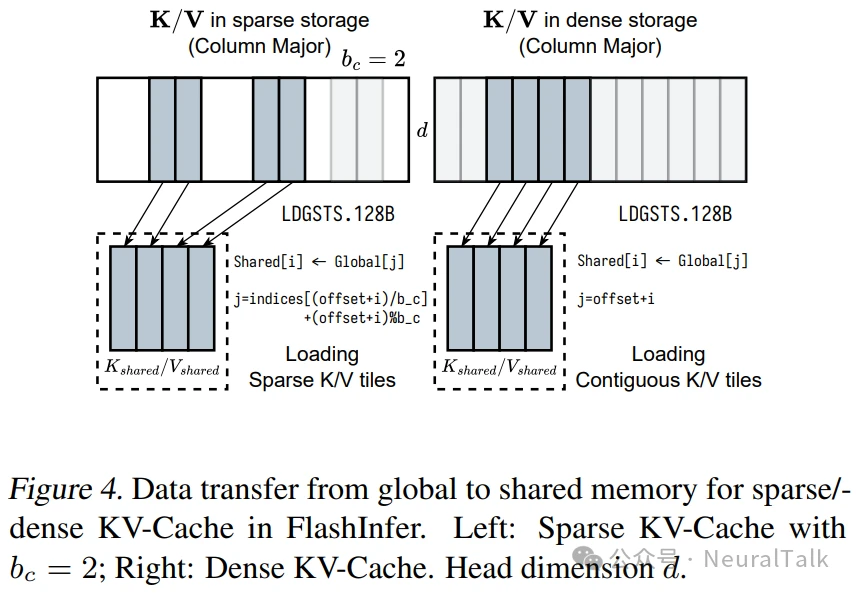 K/V in sparse storage
(Column Major)
b_c = 2
K/V in dense storage
(Column Major)
d
LDGSTS.128B
LDGSTS.128B
Shared[i] ← Global[j]
j=indices[(offset+i)/b_c]
+(offset+i)%b_c
K_shared/V_shared
Loading
Sparse K/V tiles
Shared[i] ← Global[j]
j=offset+i
K_shared/V_shared
Loading
Contiguous K/V tiles
Figure 4. Data transfer from global to shared memory for sparse/-
dense KV-Cache in FlashInfer. Left: Sparse KV-Cache with
b_c = 2; Right: Dense KV-Cache. Head dimension d.
公众号 · NeuralTalk